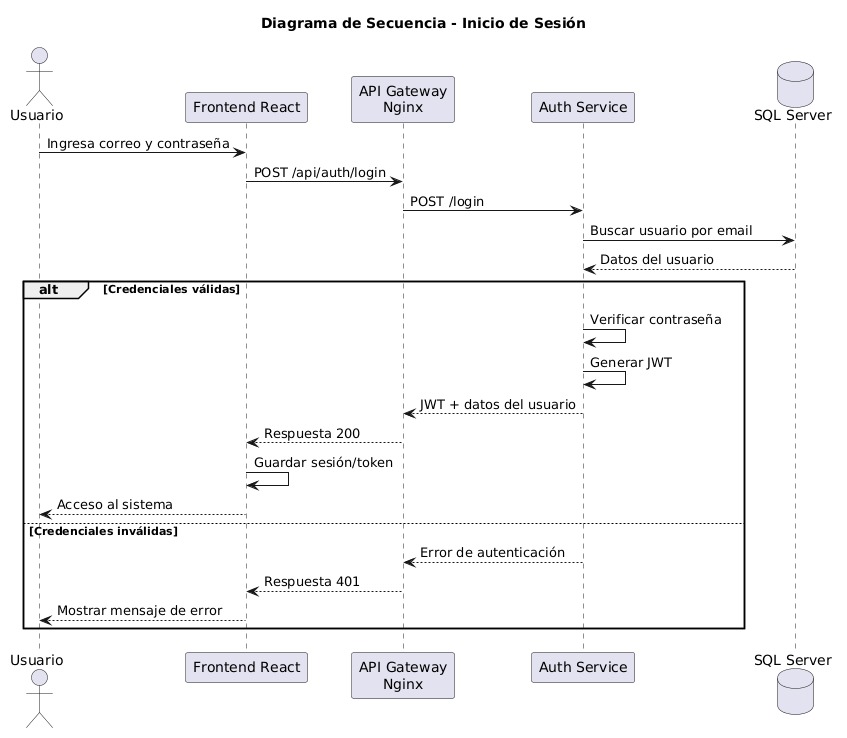 Diagrama de Secuencia - Inicio de Sesión
Usuario
Frontend React
API Gateway
Nginx
Auth Service
SQL Server
Ingresa correo y contraseña
POST /api/auth/login
POST /login
Buscar usuario por email
Datos del usuario
alt [Credenciales válidas]
Verificar contraseña
Generar JWT
JWT + datos del usuario
Respuesta 200
Guardar sesión/token
Acceso al sistema
[Credenciales inválidas]
Error de autenticación
Respuesta 401
Mostrar mensaje de error
Usuario
Frontend React
API Gateway
Nginx
Auth Service
SQL Server